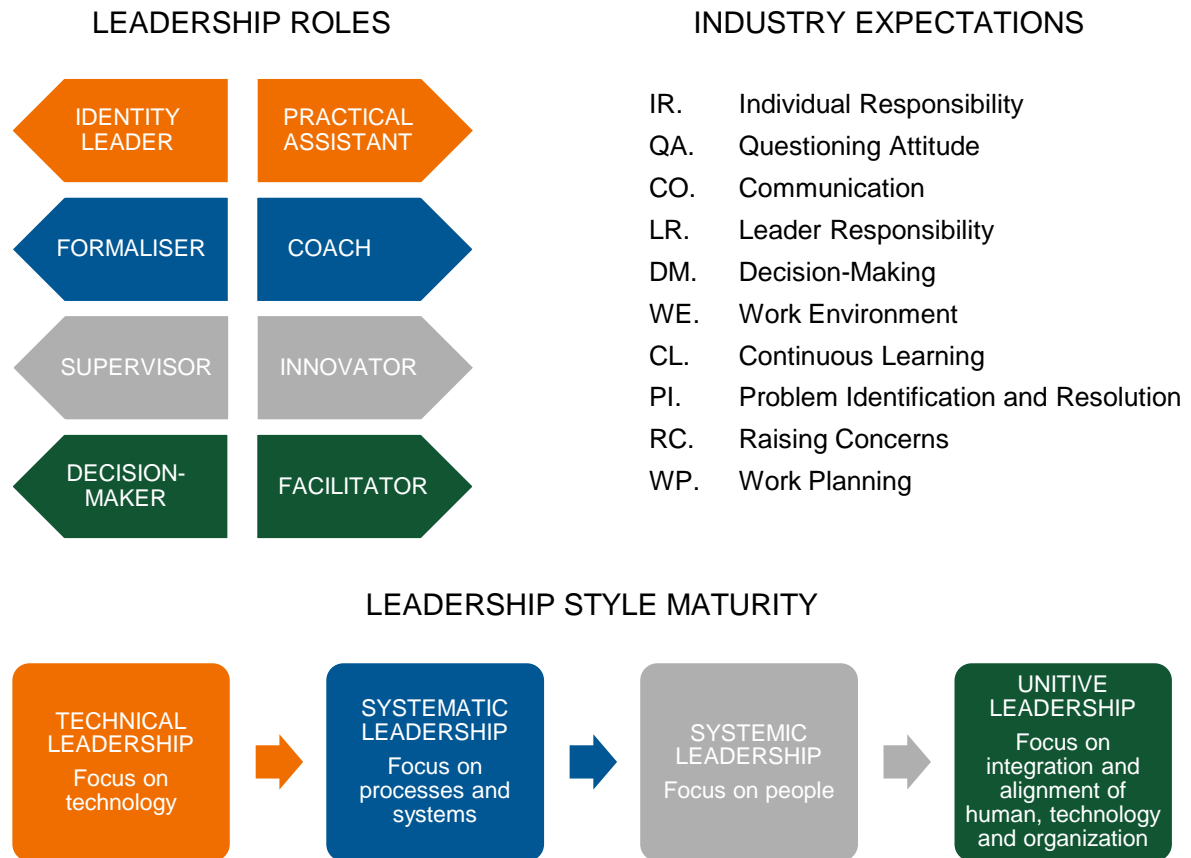 LEADERSHIP ROLES
IDENTITY
LEADER
PRACTICAL
ASSISTANT
FORMALISER
COACH
SUPERVISOR
INNOVATOR
DECISION-
MAKER
FACILITATOR
INDUSTRY EXPECTATIONS
IR. Individual Responsibility
QA. Questioning Attitude
CO. Communication
LR. Leader Responsibility
DM. Decision-Making
WE. Work Environment
CL. Continuous Learning
PI. Problem Identification and Resolution
RC. Raising Concerns
WP. Work Planning
LEADERSHIP STYLE MATURITY
TECHNICAL
LEADERSHIP
Focus on
technology
SYSTEMATIC
LEADERSHIP
Focus on
processes and
systems
SYSTEMIC
LEADERSHIP
Focus on people
UNITIVE
LEADERSHIP
Focus on
integration and
alignment of
human, technology
and organization